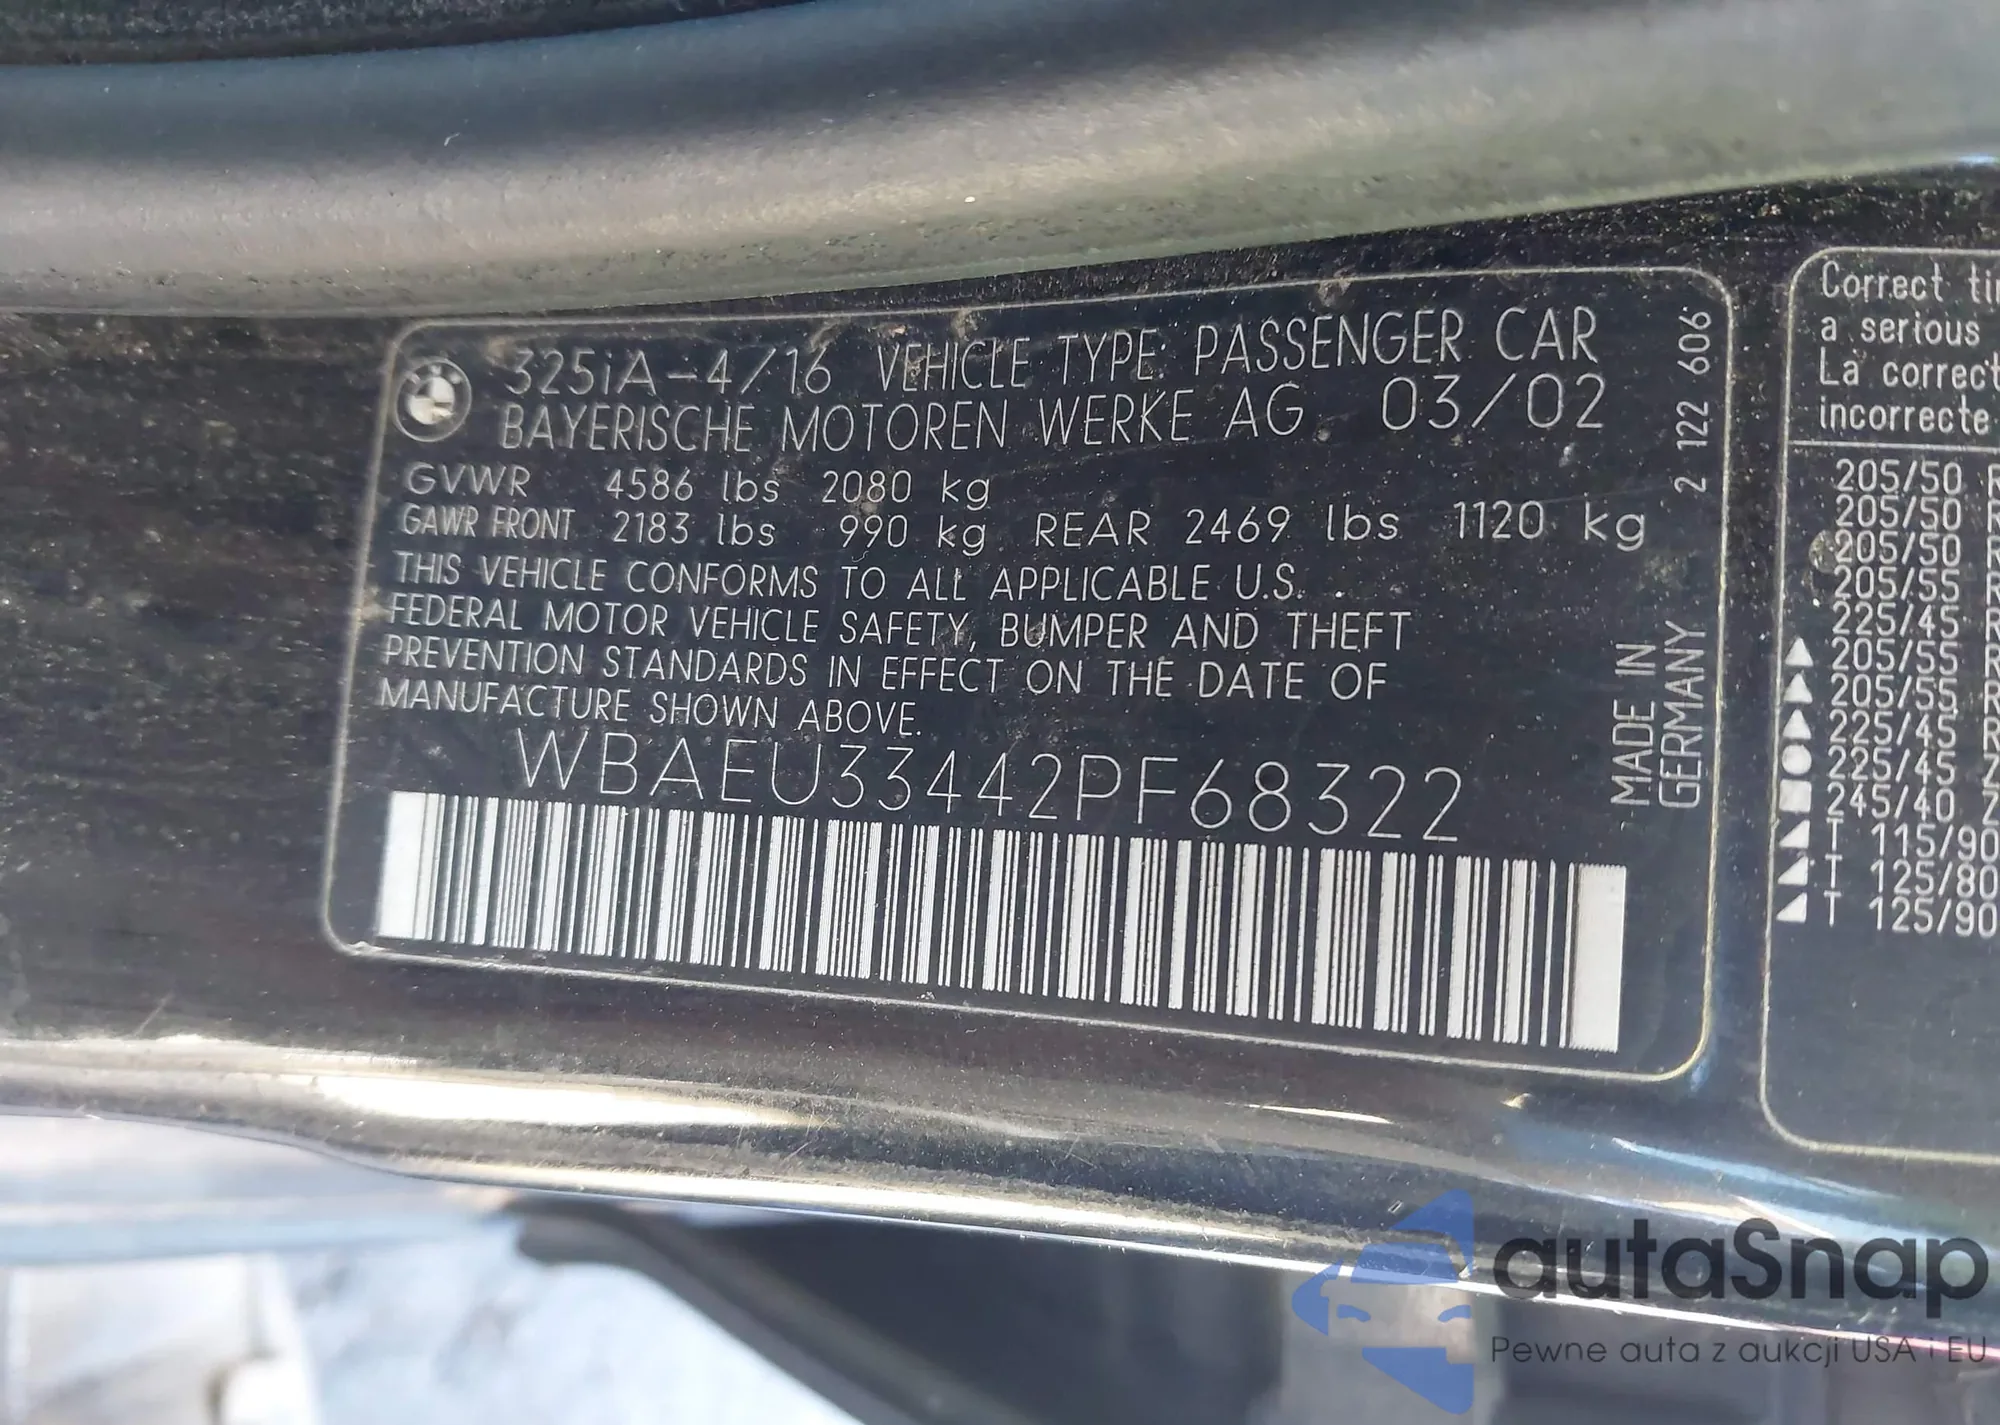 325iA-4/16 VEHICLE TYPE: PASSENGER CAR
BAYERISCHE MOTOREN WERKE AG 03/02
GVWR 4586 lbs 2080 kg
GAWR FRONT 2183 lbs 990 kg REAR 2469 lbs 1120 kg
THIS VEHICLE CONFORMS TO ALL APPLICABLE U.S.
FEDERAL MOTOR VEHICLE SAFETY, BUMPER AND THEFT
PREVENTION STANDARDS IN EFFECT ON THE DATE OF
MANUFACTURE SHOWN ABOVE.
WBAEU33442PF68322
2 122 606
MADE IN
GERMANY
Correct
a serious
La correct
incorrecte
205/50 R
205/50 R
205/50 R
205/55 R
225/45 R
205/55 R
205/55 R
225/45 R
225/45 Z
245/40 Z
T 115/90
T 125/80
T 125/90
autaSnap
Pewne auta z aukcji USA i EU